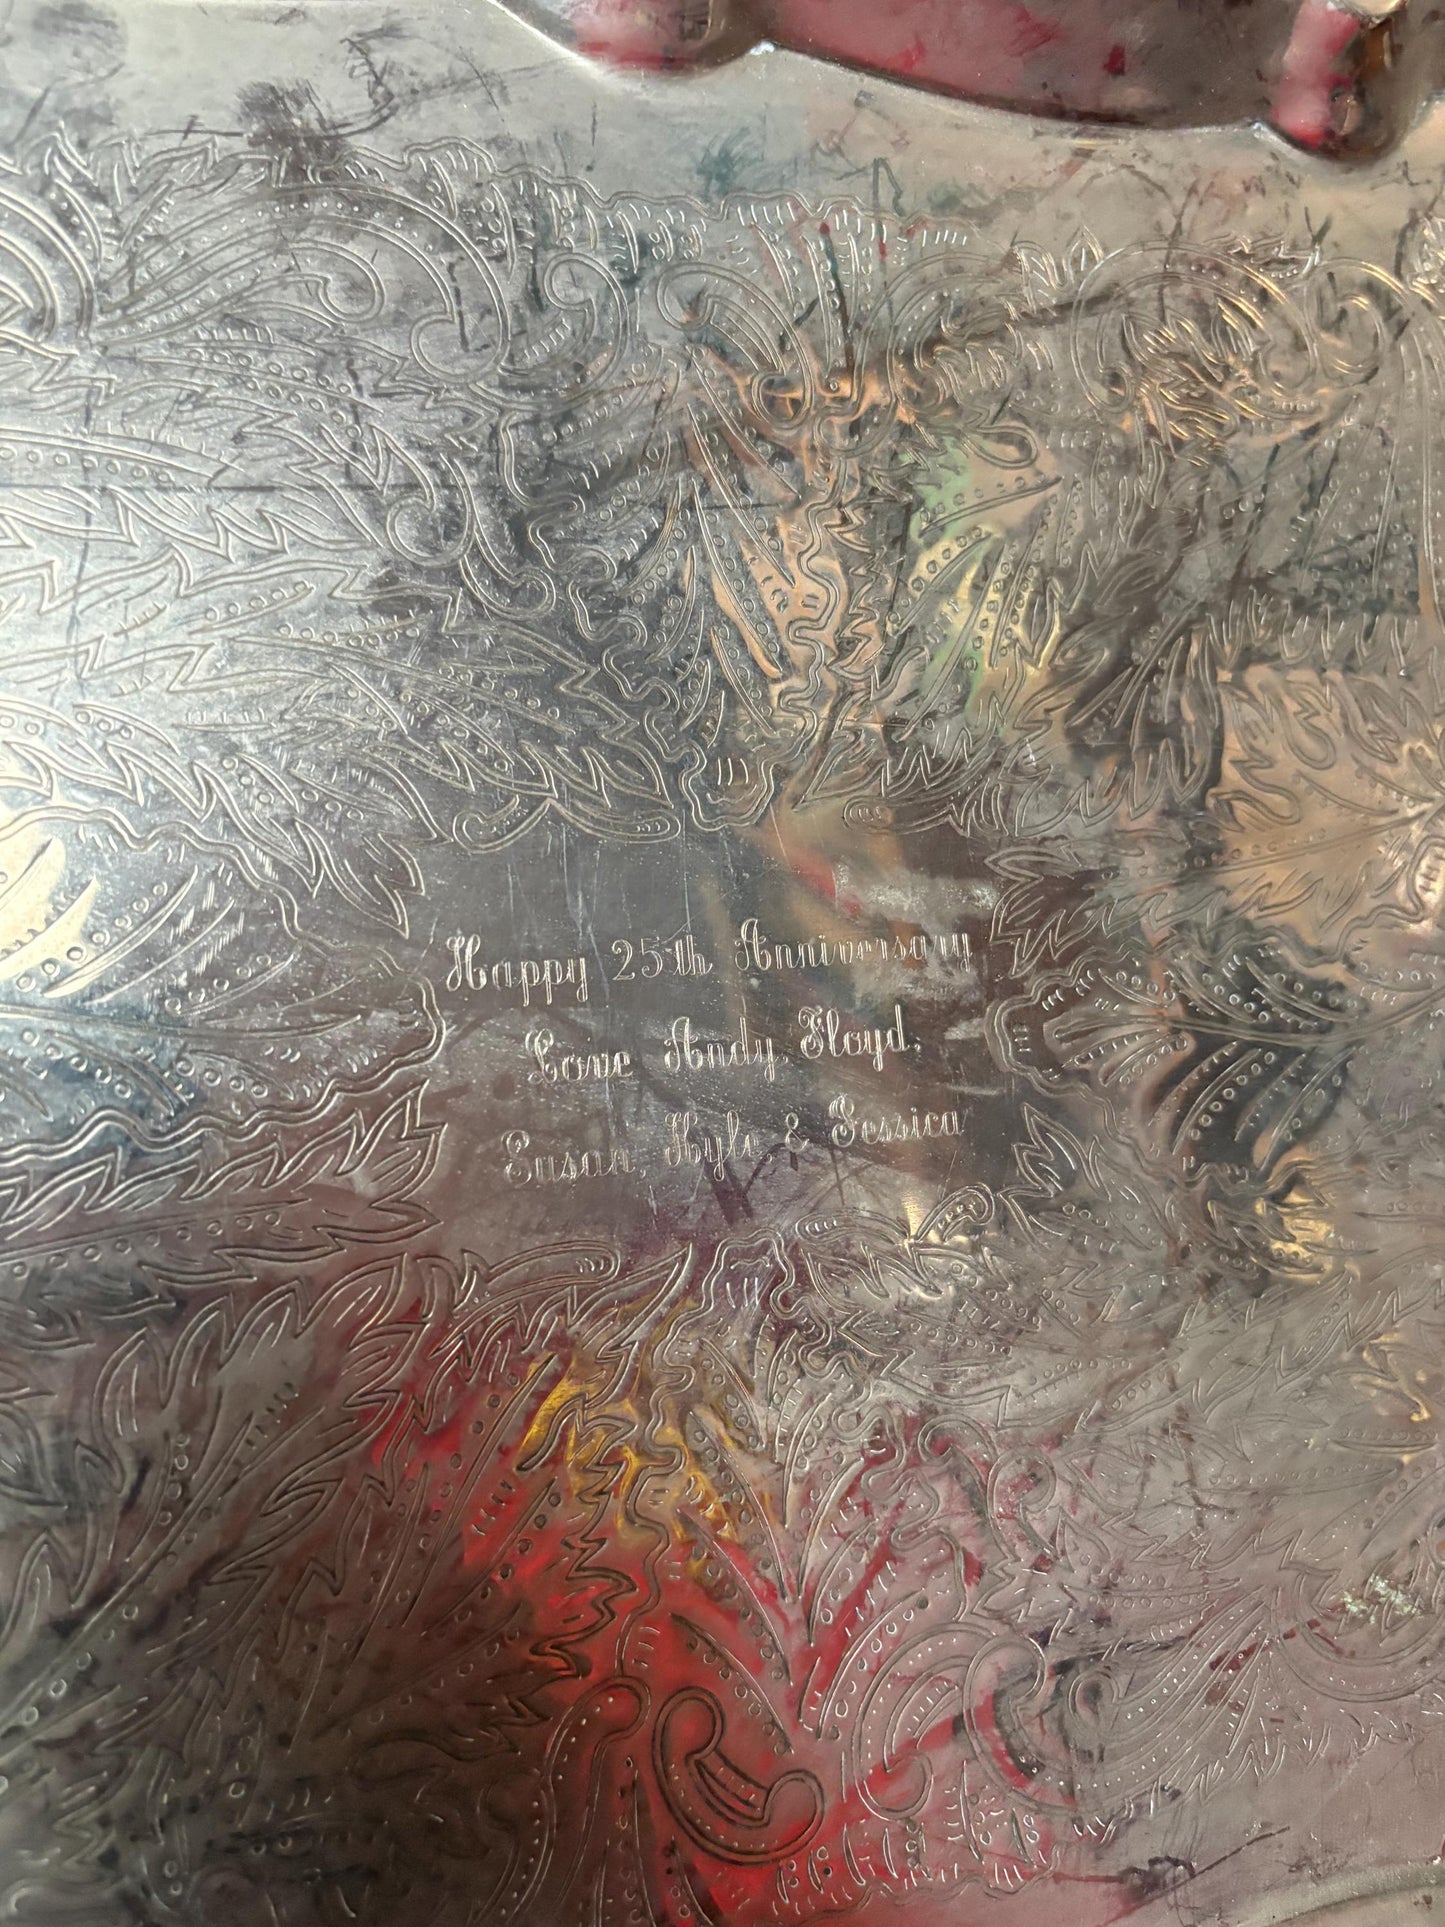 Happy 25th Anniversary
Love Andy, Floyd,
Susan, Kyle, & Jessica